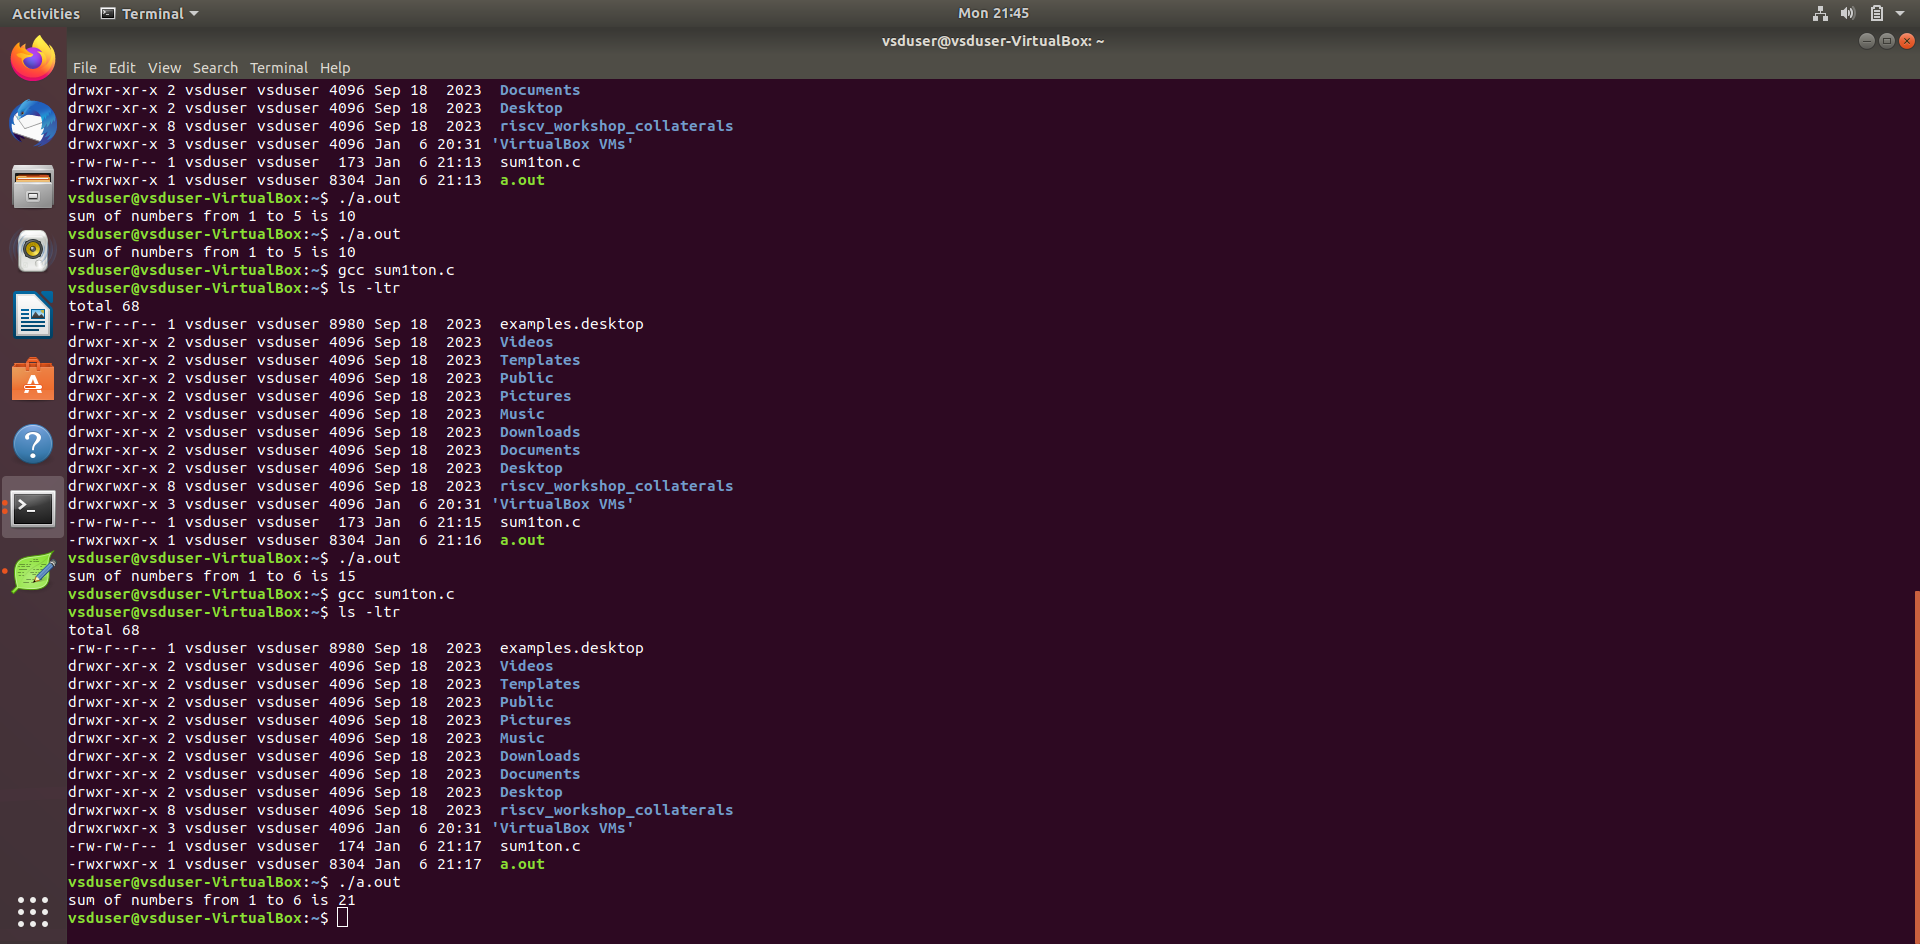 Activities Terminal Mon 21:45
vsduser@vsduser-VirtualBox: ~
File Edit View Search Terminal Help
drwxr-xr-x 2 vsduser vsduser 4096 Sep 18  2023  Documents
drwxr-xr-x 2 vsduser vsduser 4096 Sep 18  2023  Desktop
drwxrwxr-x 8 vsduser vsduser 4096 Sep 18  2023  riscv_workshop_collaterals
drwxrwxr-x 3 vsduser vsduser 4096 Jan  6 20:31 'VirtualBox VMs'
-rw-rw-r-- 1 vsduser vsduser  173 Jan  6 21:13  sum1ton.c
-rwxrwxr-x 1 vsduser vsduser 8304 Jan  6 21:13  a.out
vsduser@vsduser-VirtualBox:~$ ./a.out
sum of numbers from 1 to 5 is 10
vsduser@vsduser-VirtualBox:~$ ./a.out
sum of numbers from 1 to 5 is 10
vsduser@vsduser-VirtualBox:~$ gcc sum1ton.c
vsduser@vsduser-VirtualBox:~$ ls -ltr
total 68
-rw-r--r-- 1 vsduser vsduser 8980 Sep 18  2023  examples.desktop
drwxr-xr-x 2 vsduser vsduser 4096 Sep 18  2023  Videos
drwxr-xr-x 2 vsduser vsduser 4096 Sep 18  2023  Templates
drwxr-xr-x 2 vsduser vsduser 4096 Sep 18  2023  Public
drwxr-xr-x 2 vsduser vsduser 4096 Sep 18  2023  Pictures
drwxr-xr-x 2 vsduser vsduser 4096 Sep 18  2023  Music
drwxr-xr-x 2 vsduser vsduser 4096 Sep 18  2023  Downloads
drwxr-xr-x 2 vsduser vsduser 4096 Sep 18  2023  Documents
drwxr-xr-x 2 vsduser vsduser 4096 Sep 18  2023  Desktop
drwxrwxr-x 8 vsduser vsduser 4096 Sep 18  2023  riscv_workshop_collaterals
drwxrwxr-x 3 vsduser vsduser 4096 Jan  6 20:31 'VirtualBox VMs'
-rw-rw-r-- 1 vsduser vsduser  173 Jan  6 21:15  sum1ton.c
-rwxrwxr-x 1 vsduser vsduser 8304 Jan  6 21:16  a.out
vsduser@vsduser-VirtualBox:~$ ./a.out
sum of numbers from 1 to 6 is 15
vsduser@vsduser-VirtualBox:~$ gcc sum1ton.c
vsduser@vsduser-VirtualBox:~$ ls -ltr
total 68
-rw-r--r-- 1 vsduser vsduser 8980 Sep 18  2023  examples.desktop
drwxr-xr-x 2 vsduser vsduser 4096 Sep 18  2023  Videos
drwxr-xr-x 2 vsduser vsduser 4096 Sep 18  2023  Templates
drwxr-xr-x 2 vsduser vsduser 4096 Sep 18  2023  Public
drwxr-xr-x 2 vsduser vsduser 4096 Sep 18  2023  Pictures
drwxr-xr-x 2 vsduser vsduser 4096 Sep 18  2023  Music
drwxr-xr-x 2 vsduser vsduser 4096 Sep 18  2023  Downloads
drwxr-xr-x 2 vsduser vsduser 4096 Sep 18  2023  Documents
drwxr-xr-x 2 vsduser vsduser 4096 Sep 18  2023  Desktop
drwxrwxr-x 8 vsduser vsduser 4096 Sep 18  2023  riscv_workshop_collaterals
drwxrwxr-x 3 vsduser vsduser 4096 Jan  6 20:31 'VirtualBox VMs'
-rw-rw-r-- 1 vsduser vsduser  174 Jan  6 21:17  sum1ton.c
-rwxrwxr-x 1 vsduser vsduser 8304 Jan  6 21:17  a.out
vsduser@vsduser-VirtualBox:~$ ./a.out
sum of numbers from 1 to 6 is 21
vsduser@vsduser-VirtualBox:~$